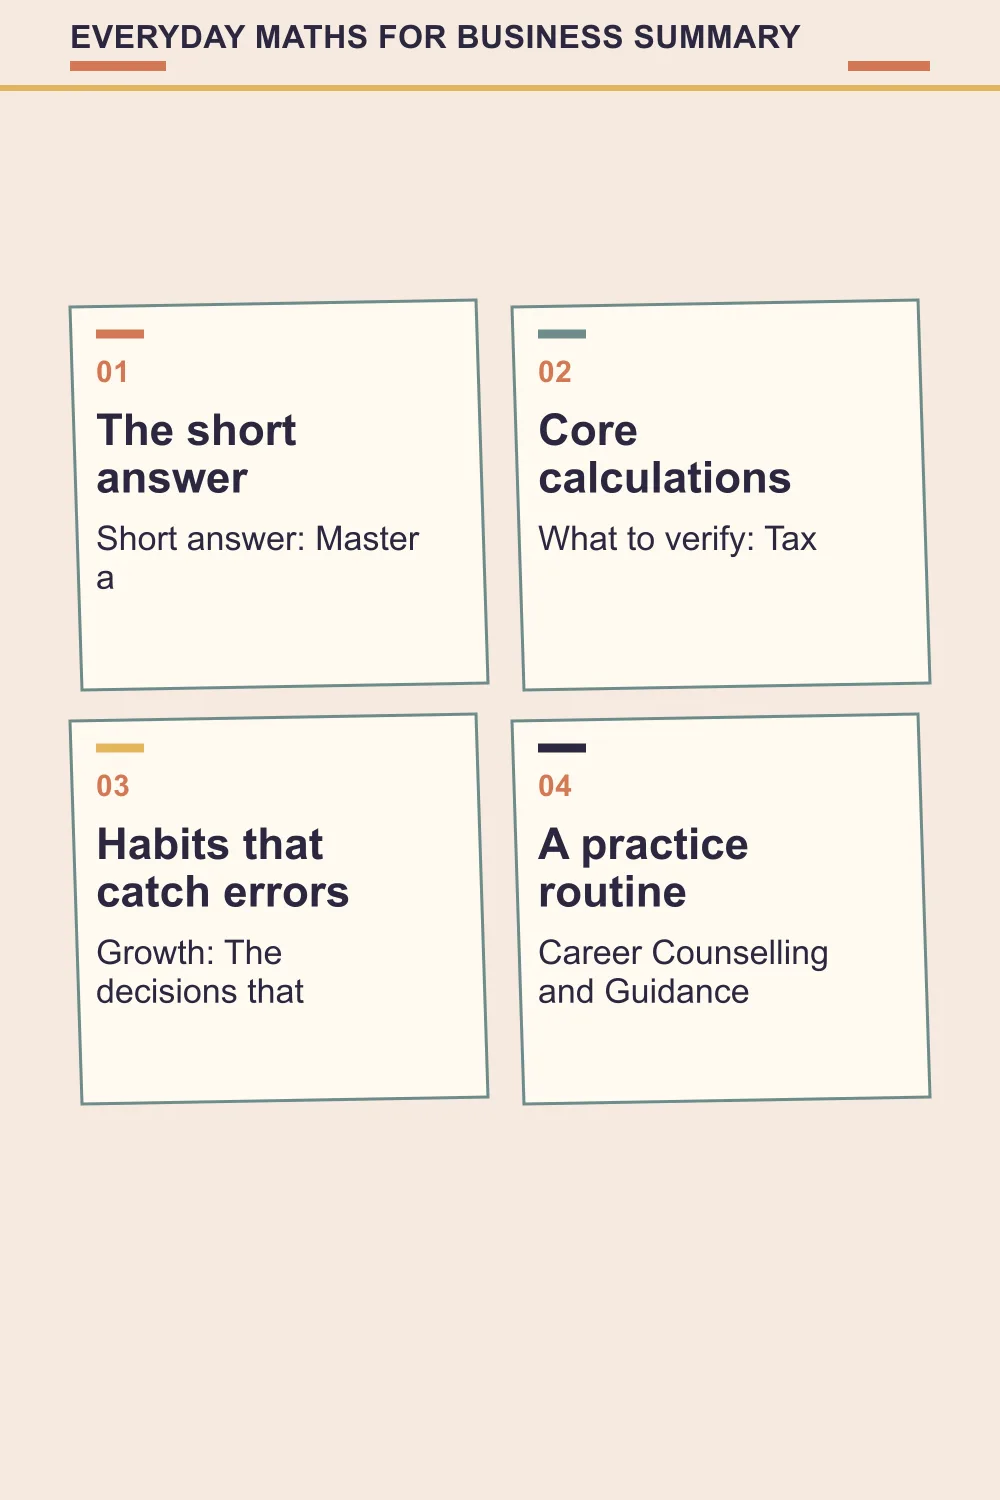 EVERYDAY MATHS FOR BUSINESS SUMMARY
01
The short
answer
Short answer: Master
a
02
Core
calculations
What to verify: Tax
03
Habits that
catch errors
Growth: The
decisions that
04
A practice
routine
Career Counselling
and Guidance